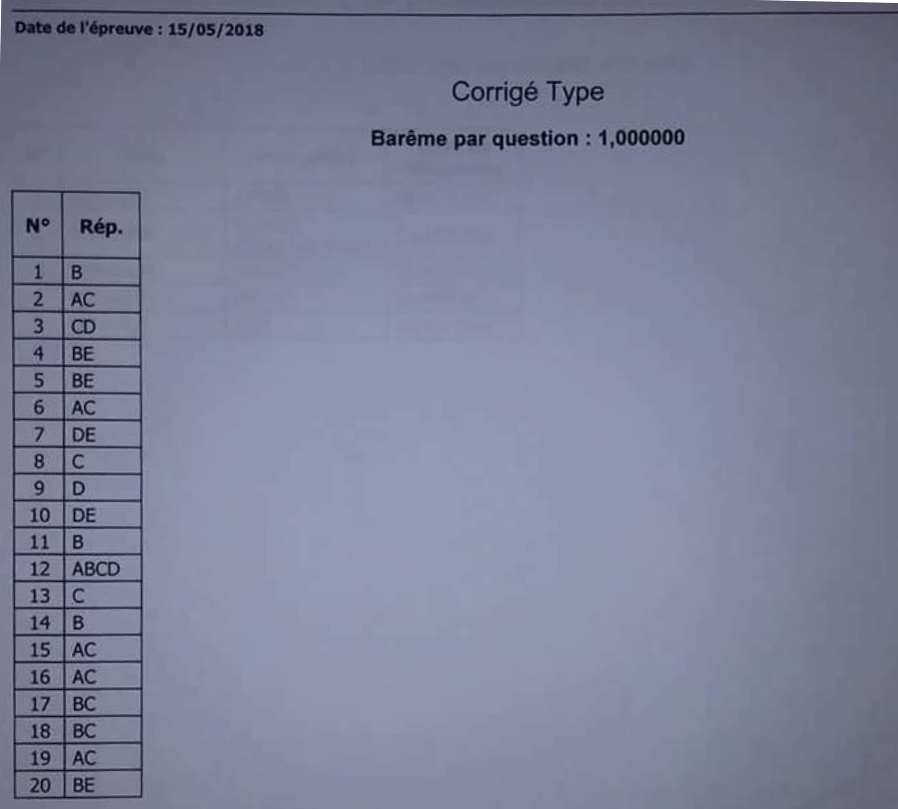 Date de l'épreuve : 15/05/2018
Corrigé Type
Barême par question : 1,000000
N° Rép.
1 B
2 AC
3 CD
4 BE
5 BE
6 AC
7 DE
8 C
9 D
10 DE
11 B
12 ABCD
13 C
14 B
15 AC
16 AC
17 BC
18 BC
19 AC
20 BE